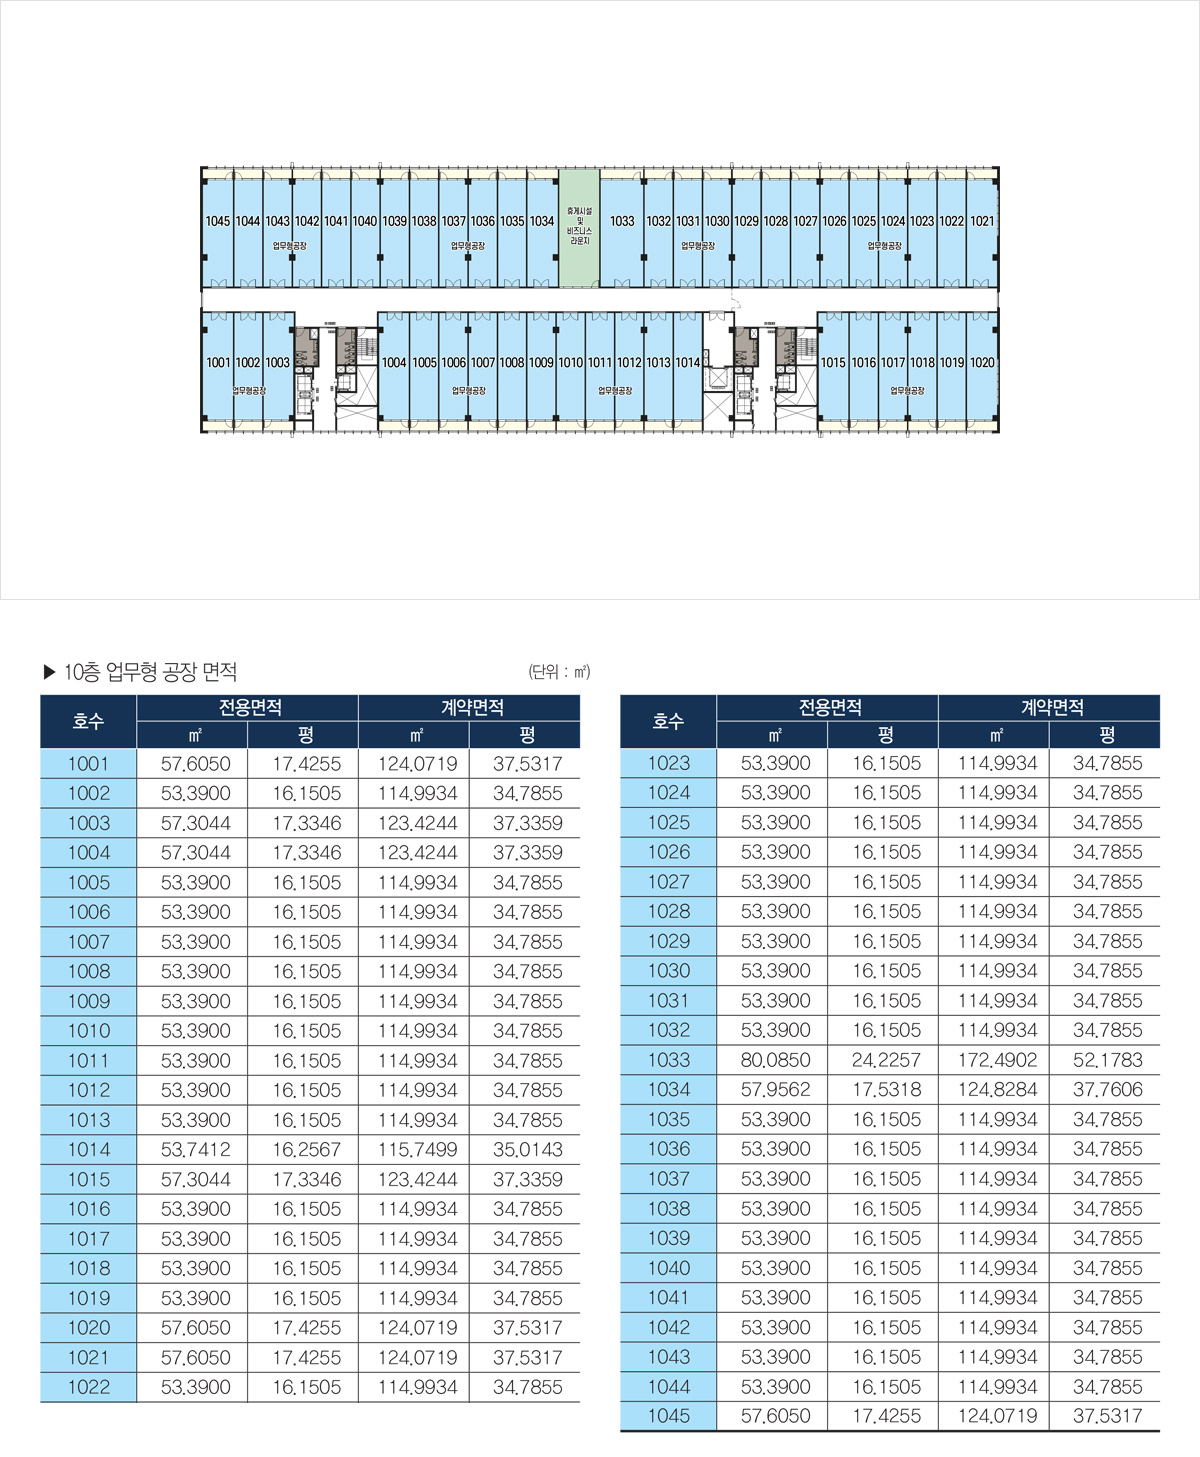 1045 1044 1043 1042 1041 1040 1039 1038 1037 1036 1035 1034 휴게시설 1033 1032 1031 1030 1029 1028 1027 1026 1025 1024 1023 1022 1021
및
비즈니스
라운지
업무형공장 업무형공장 업무형공장 업무형공장
1001 1002 1003 1004 1005 1006 1007 1008 1009 1010 1011 1012 1013 1014 1015 1016 1017 1018 1019 1020
업무형공장 업무형공장 업무형공장 업무형공장
▶ 10층 업무형 공장 면적 (단위 : ㎡)
호수 전용면적 계약면적
㎡ 평 ㎡ 평
1001 57.6050 17.4255 124.0719 37.5317
1002 53.3900 16.1505 114.9934 34.7855
1003 57.3044 17.3346 123.4244 37.3359
1004 57.3044 17.3346 123.4244 37.3359
1005 53.3900 16.1505 114.9934 34.7855
1006 53.3900 16.1505 114.9934 34.7855
1007 53.3900 16.1505 114.9934 34.7855
1008 53.3900 16.1505 114.9934 34.7855
1009 53.3900 16.1505 114.9934 34.7855
1010 53.3900 16.1505 114.9934 34.7855
1011 53.3900 16.1505 114.9934 34.7855
1012 53.3900 16.1505 114.9934 34.7855
1013 53.3900 16.1505 114.9934 34.7855
1014 53.7412 16.2567 115.7499 35.0143
1015 57.3044 17.3346 123.4244 37.3359
1016 53.3900 16.1505 114.9934 34.7855
1017 53.3900 16.1505 114.9934 34.7855
1018 53.3900 16.1505 114.9934 34.7855
1019 53.3900 16.1505 114.9934 34.7855
1020 57.6050 17.4255 124.0719 37.5317
1021 57.6050 17.4255 124.0719 37.5317
1022 53.3900 16.1505 114.9934 34.7855
호수 전용면적 계약면적
㎡ 평 ㎡ 평
1023 53.3900 16.1505 114.9934 34.7855
1024 53.3900 16.1505 114.9934 34.7855
1025 53.3900 16.1505 114.9934 34.7855
1026 53.3900 16.1505 114.9934 34.7855
1027 53.3900 16.1505 114.9934 34.7855
1028 53.3900 16.1505 114.9934 34.7855
1029 53.3900 16.1505 114.9934 34.7855
1030 53.3900 16.1505 114.9934 34.7855
1031 53.3900 16.1505 114.9934 34.7855
1032 53.3900 16.1505 114.9934 34.7855
1033 80.0850 24.2257 172.4902 52.1783
1034 57.9562 17.5318 124.8284 37.7606
1035 53.3900 16.1505 114.9934 34.7855
1036 53.3900 16.1505 114.9934 34.7855
1037 53.3900 16.1505 114.9934 34.7855
1038 53.3900 16.1505 114.9934 34.7855
1039 53.3900 16.1505 114.9934 34.7855
1040 53.3900 16.1505 114.9934 34.7855
1041 53.3900 16.1505 114.9934 34.7855
1042 53.3900 16.1505 114.9934 34.7855
1043 53.3900 16.1505 114.9934 34.7855
1044 53.3900 16.1505 114.9934 34.7855
1045 57.6050 17.4255 124.0719 37.5317